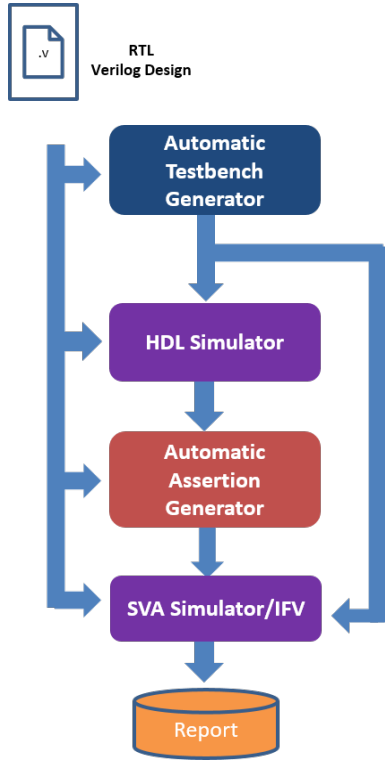 .v
RTL
Verilog Design
Automatic
Testbench
Generator
HDL Simulator
Automatic
Assertion
Generator
SVA Simulator/IFV
Report